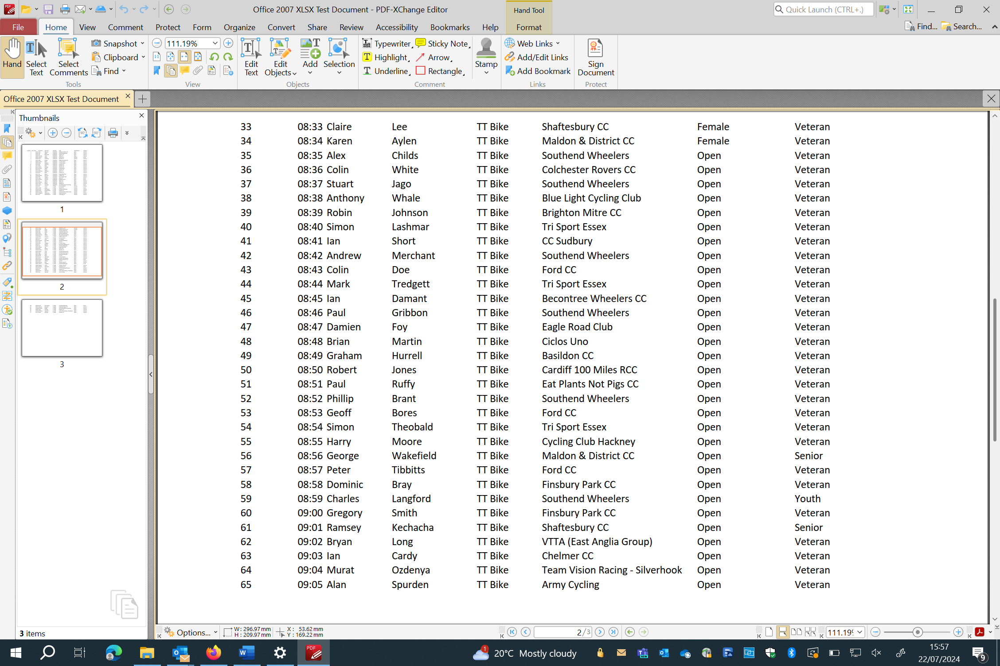 Office 2007 XLSX Test Document - PDF-XChange Editor
Hand Tool
Quick Launch (CTRL+.)
File Home View Comment Protect Form Organize Convert Share Review Accessibility Bookmarks Help Format
Find... Search...
Hand
Select Text
Select Comments
Snapshot
Clipboard
Find
Tools
111.19%
View
Edit Text
Edit Objects
Add
Selection
Objects
Typewriter
Sticky Note
Highlight
Arrow
Underline
Rectangle
Comment
Stamp
Web Links
Add/Edit Links
Add Bookmark
Links
Sign Document
Protect
Office 2007 XLSX Test Document
Thumbnails
1
2
3
3 items
33 08:33 Claire Lee TT Bike Shaftesbury CC Female Veteran
34 08:34 Karen Aylen TT Bike Maldon & District CC Female Veteran
35 08:35 Alex Childs TT Bike Southend Wheelers Open Veteran
36 08:36 Colin White TT Bike Colchester Rovers CC Open Veteran
37 08:37 Stuart Jago TT Bike Southend Wheelers Open Veteran
38 08:38 Anthony Whale TT Bike Blue Light Cycling Club Open Veteran
39 08:39 Robin Johnson TT Bike Brighton Mitre CC Open Veteran
40 08:40 Simon Lashmar TT Bike Tri Sport Essex Open Veteran
41 08:41 Ian Short TT Bike CC Sudbury Open Veteran
42 08:42 Andrew Merchant TT Bike Southend Wheelers Open Veteran
43 08:43 Colin Doe TT Bike Ford CC Open Veteran
44 08:44 Mark Tredgett TT Bike Tri Sport Essex Open Veteran
45 08:45 Ian Damant TT Bike Becontree Wheelers CC Open Veteran
46 08:46 Paul Gribbon TT Bike Southend Wheelers Open Veteran
47 08:47 Damien Foy TT Bike Eagle Road Club Open Veteran
48 08:48 Brian Martin TT Bike Ciclos Uno Open Veteran
49 08:49 Graham Hurrell TT Bike Basildon CC Open Veteran
50 08:50 Robert Jones TT Bike Cardiff 100 Miles RCC Open Veteran
51 08:51 Paul Ruffy TT Bike Eat Plants Not Pigs CC Open Veteran
52 08:52 Phillip Brant TT Bike Southend Wheelers Open Veteran
53 08:53 Geoff Bores TT Bike Ford CC Open Veteran
54 08:54 Simon Theobald TT Bike Tri Sport Essex Open Veteran
55 08:55 Harry Moore TT Bike Cycling Club Hackney Open Veteran
56 08:56 George Wakefield TT Bike Maldon & District CC Open Senior
57 08:57 Peter Tibbitts TT Bike Ford CC Open Veteran
58 08:58 Dominic Bray TT Bike Finsbury Park CC Open Veteran
59 08:59 Charles Langford TT Bike Southend Wheelers Open Youth
60 09:00 Gregory Smith TT Bike Finsbury Park CC Open Veteran
61 09:01 Ramsey Kechacha TT Bike Shaftesbury CC Open Senior
62 09:02 Bryan Long TT Bike VTTA (East Anglia Group) Open Veteran
63 09:03 Ian Cardy TT Bike Chelmer CC Open Veteran
64 09:04 Murat Ozdenya TT Bike Team Vision Racing - Silverhook Open Veteran
65 09:05 Alan Spurden TT Bike Army Cycling Open Veteran
Options...
W: 296.97 mm
H: 209.97 mm
X: 53.62 mm
Y: 169.22 mm
2/3
111.19%
20°C Mostly cloudy
15:57
22/07/2024
9